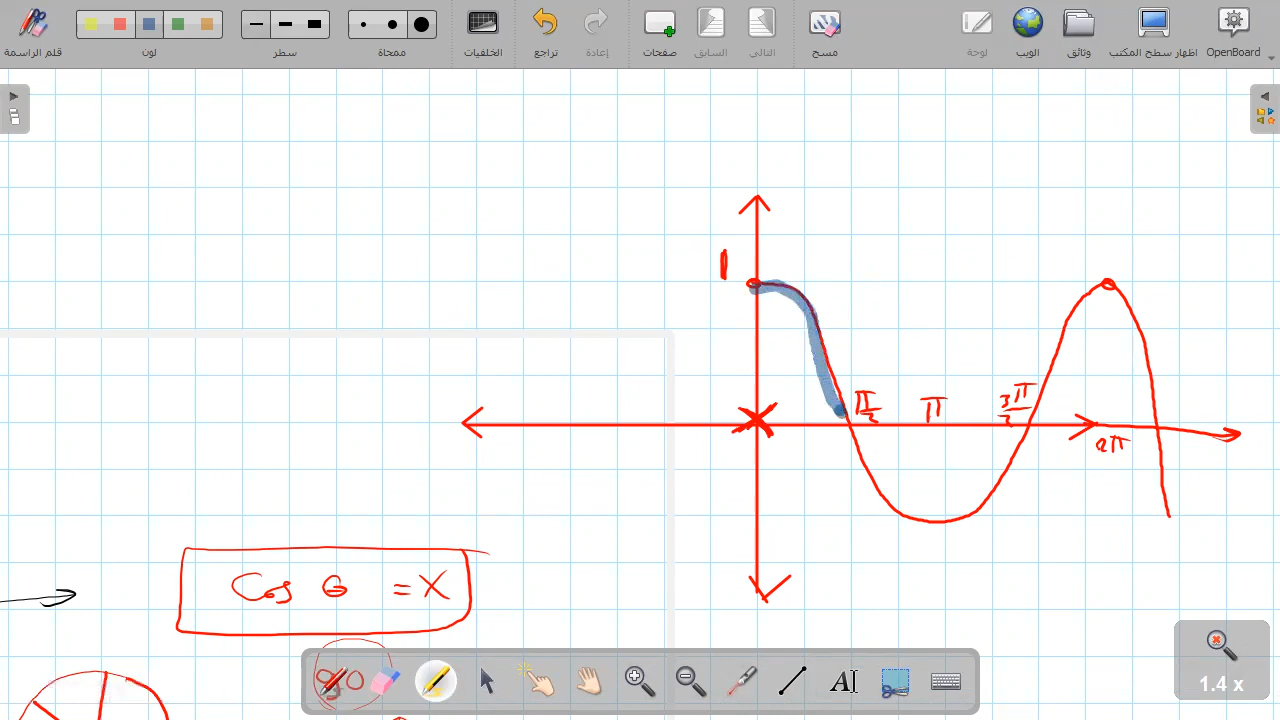 قلم الراسمة
لون
سطر
ممحاة
الخلفيات
تراجع
إعادة
صفحات
السابق
التالي
مسح
لوحة
الويب
وثائق
اظهار سطح المكتب
OpenBoard
1
π/2
π
3π/2
2π
Cos θ = X
90
1.4 x